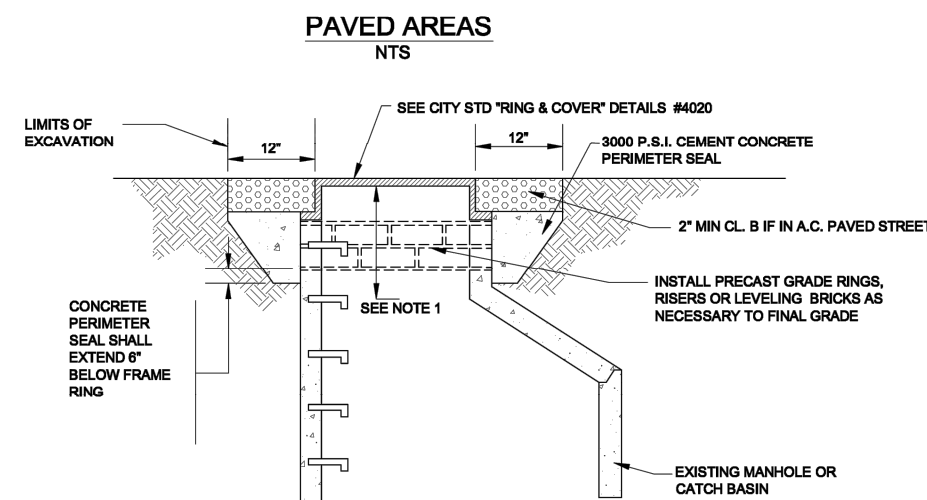 PAVED AREAS
NTS
SEE CITY STD "RING & COVER" DETAILS #4020
LIMITS OF
EXCAVATION
12"
12"
3000 P.S.I. CEMENT CONCRETE
PERIMETER SEAL
2" MIN CL. B IF IN A.C. PAVED STREET
INSTALL PRECAST GRADE RINGS,
RISERS OR LEVELING BRICKS AS
NECESSARY TO FINAL GRADE
SEE NOTE 1
CONCRETE
PERIMETER
SEAL SHALL
EXTEND 6"
BELOW FRAME
RING
EXISTING MANHOLE OR
CATCH BASIN